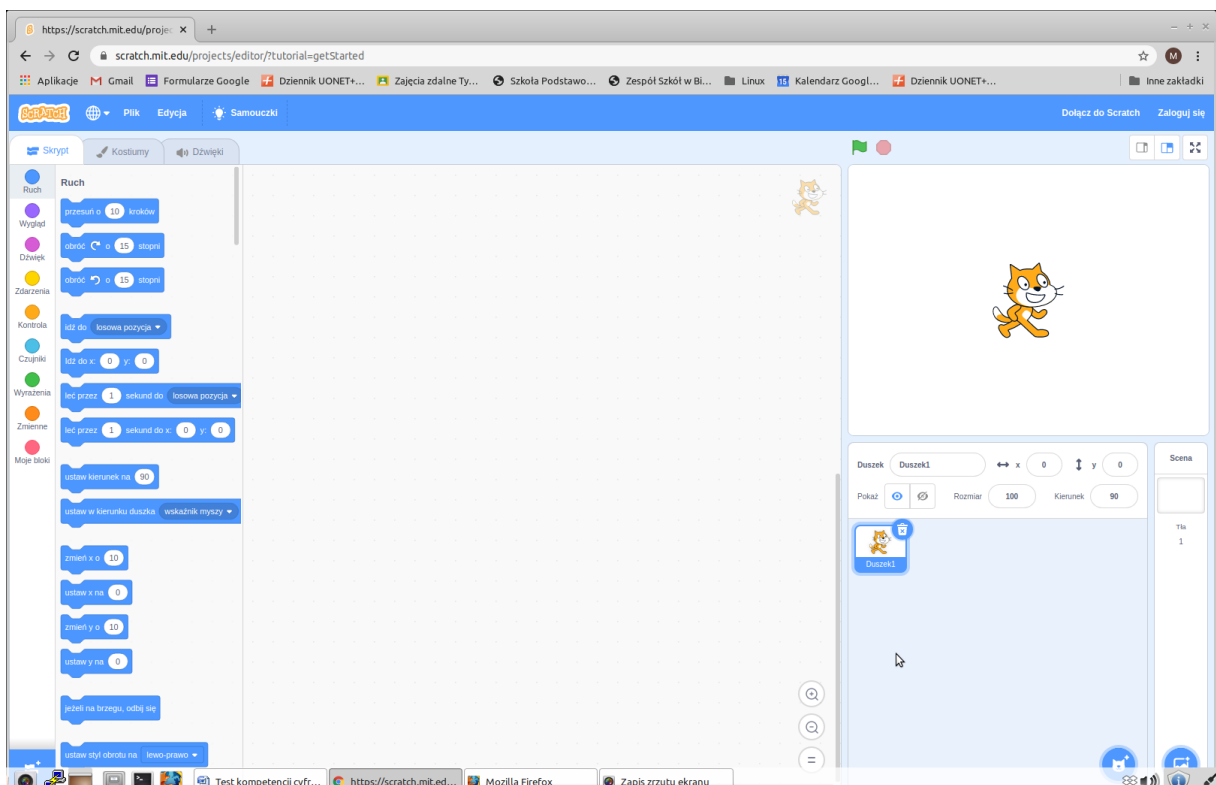 https://scratch.mit.edu/projec
scratch.mit.edu/projects/editor/?tutorial=getStarted
M
Aplikacje Gmail Formularze Google Dziennik UONET+... Zajęcia zdalne Ty... Szkoła Podstawo... Zespół Szkół w Bi... Linux Kalendarz Googl... Dziennik UONET+... Inne zakładki
SCRATCH Plik Edycja Samouczki Dołącz do Scratch Zaloguj się
Skrypt Kostiumy Dźwięki
Ruch
Wygląd
Dźwięk
Zdarzenia
Kontrola
Czujniki
Wyrażenia
Zmienne
Moje bloki
Ruch
przesuń o 10 kroków
obróć o 15 stopni
obróć o 15 stopni
idź do losowa pozycja
Idź do x: 0 y: 0
leć przez 1 sekund do losowa pozycja
leć przez 1 sekund do x: 0 y: 0
ustaw kierunek na 90
ustaw w kierunku duszka wskaźnik myszy
zmień x o 10
ustaw x na 0
zmień y o 10
ustaw y na 0
jeżeli na brzegu, odbij się
ustaw styl obrotu na lewo-prawo
Duszek Duszek1 x 0 y 0
Pokaż Rozmiar 100 Kierunek 90
Duszek1
Scena
Tła
1
Test kompetencji cyfr... https://scratch.mit.ed... Mozilla Firefox Zapis zrzutu ekranu